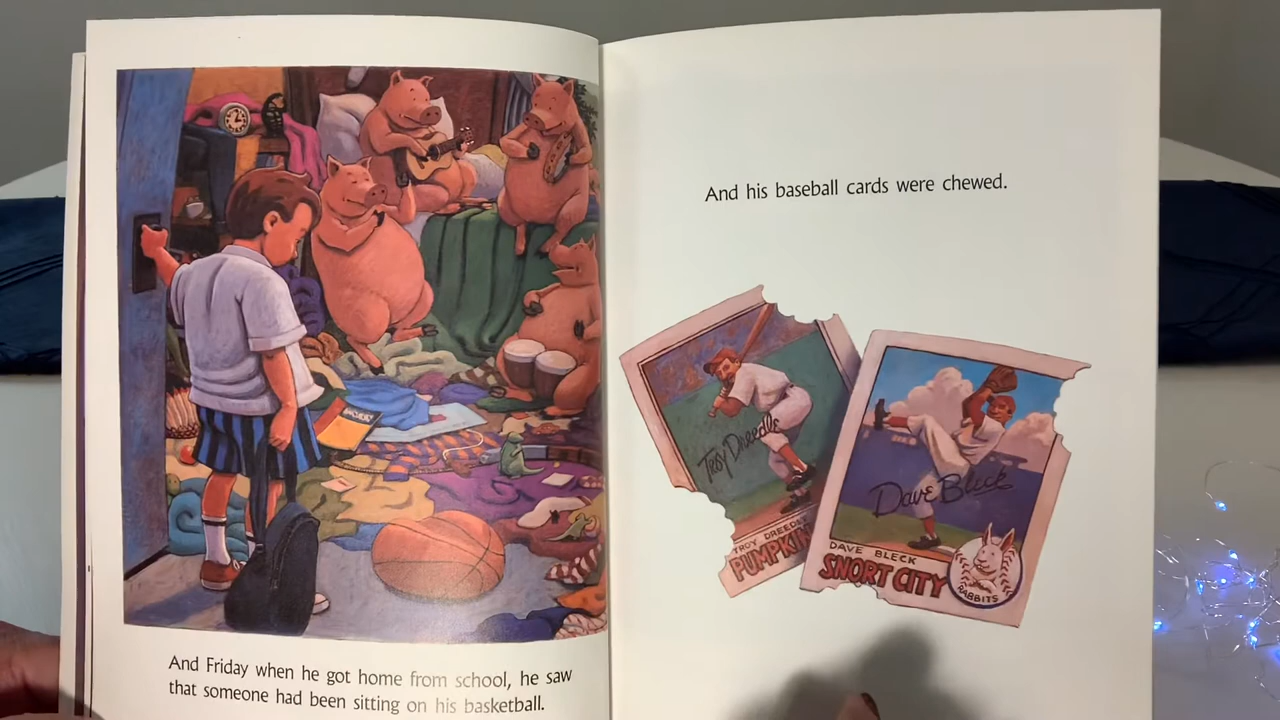 And Friday when he got home from school, he saw
that someone had been sitting on his basketball.
And his baseball cards were chewed.
Troy Dreedle
TROY DREEDLE
PUMPKIN
Dave Bleck
DAVE BLECK
SNORT CITY
RABBITS